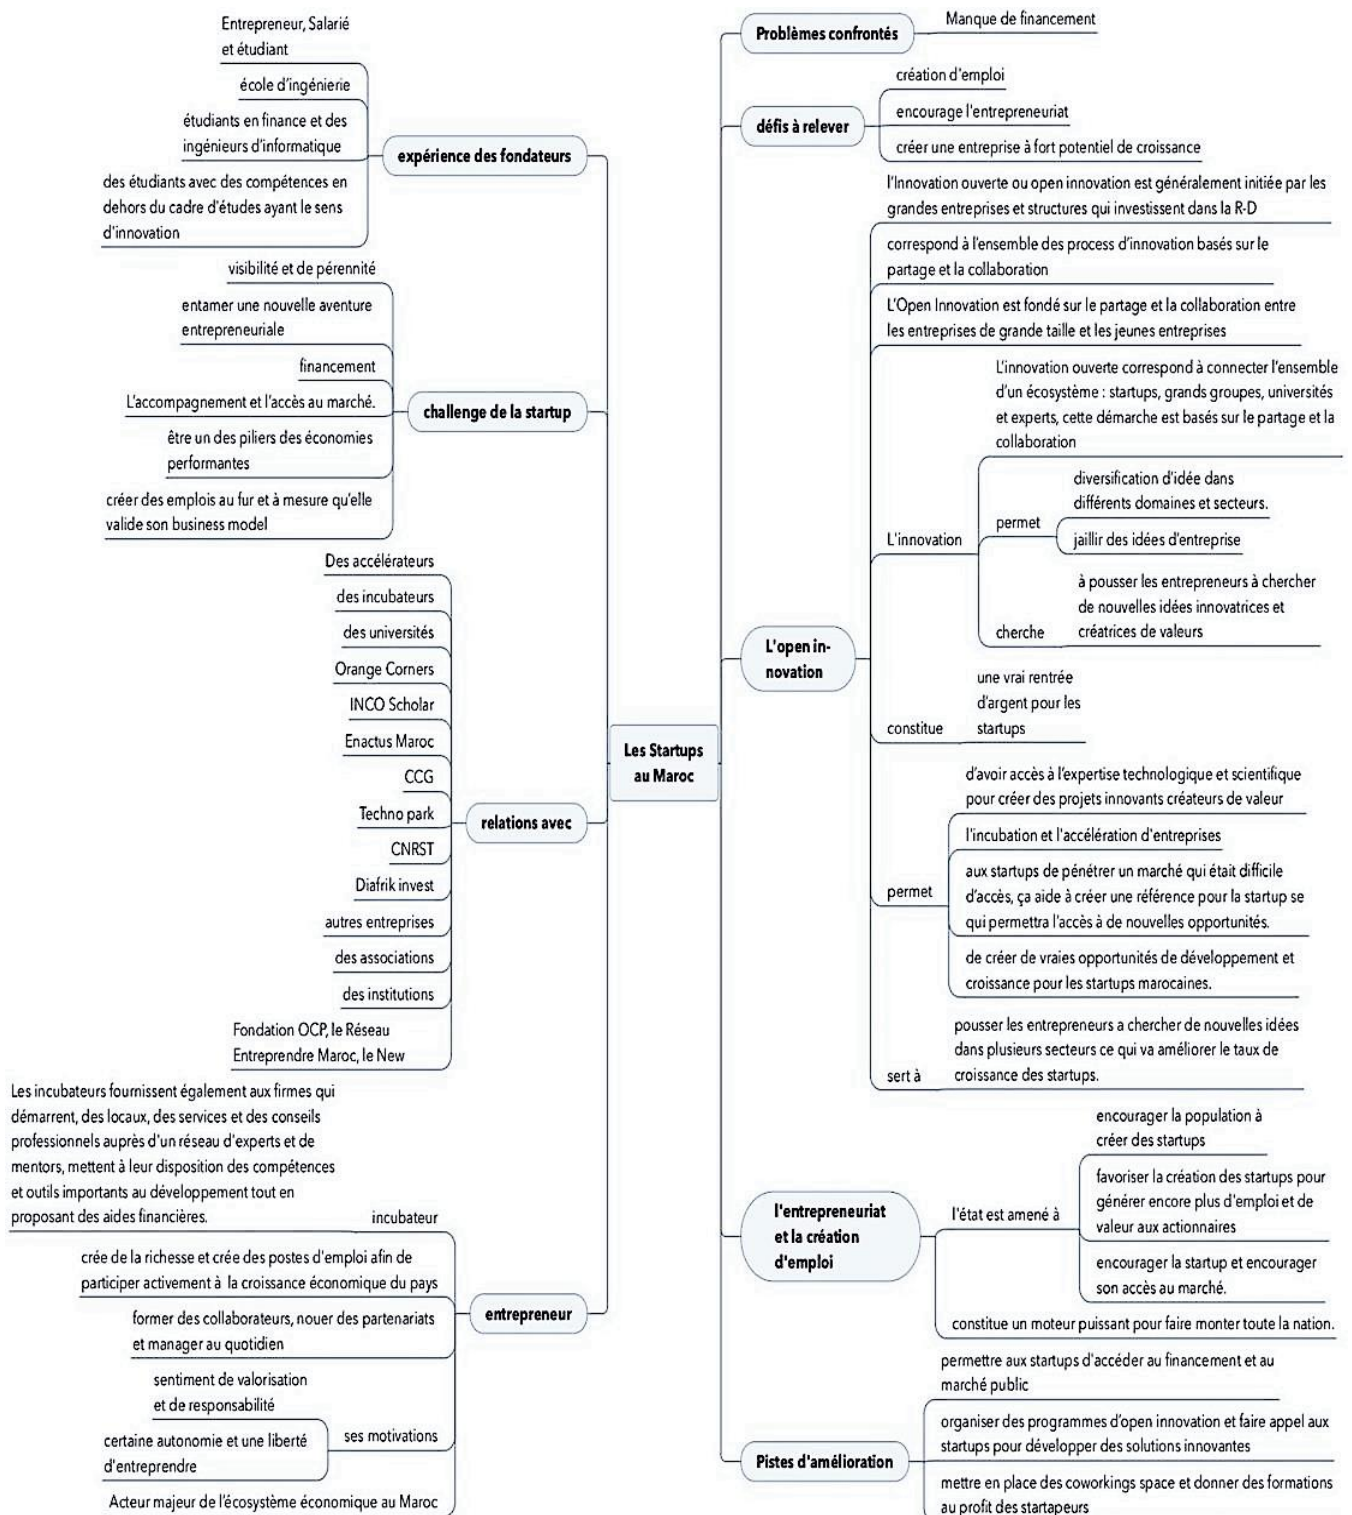 Entrepreneur, Salarié
et étudiant
école d'ingénierie
étudiants en finance et des
ingénieurs d'informatique
des étudiants avec des compétences en
dehors du cadre d'études ayant le sens
d'innovation
expérience des fondateurs
visibilité et de pérennité
entamer une nouvelle aventure
entrepreneuriale
financement
L'accompagnement et l'accès au marché.
être un des piliers des économies
performantes
créer des emplois au fur et à mesure qu'elle
valide son business model
challenge de la startup
Des accélérateurs
des incubateurs
des universités
Orange Corners
INCO Scholar
Enactus Maroc
CCG
Techno park
CNRST
Diafrik invest
autres entreprises
des associations
des institutions
Fondation OCP, le Réseau
Entreprendre Maroc, le New
relations avec
Les incubateurs fournissent également aux firmes qui
démarrent, des locaux, des services et des conseils
professionnels auprès d'un réseau d'experts et de
mentors, mettent à leur disposition des compétences
et outils importants au développement tout en
proposant des aides financières.
incubateur
crée de la richesse et crée des postes d'emploi afin de
participer activement à la croissance économique du pays
former des collaborateurs, nouer des partenariats
et manager au quotidien
sentiment de valorisation
et de responsabilité
certaine autonomie et une liberté
d'entreprendre
ses motivations
Acteur majeur de l'écosystème économique au Maroc
entrepreneur
Les Startups
au Maroc
Problèmes confrontés
Manque de financement
défis à relever
création d'emploi
encourage l'entrepreneuriat
créer une entreprise à fort potentiel de croissance
L'open in-
novation
l'Innovation ouverte ou open innovation est généralement initiée par les
grandes entreprises et structures qui investissent dans la R-D
correspond à l'ensemble des process d'innovation basés sur le
partage et la collaboration
L'Open Innovation est fondé sur le partage et la collaboration entre
les entreprises de grande taille et les jeunes entreprises
L'innovation
L'innovation ouverte correspond à connecter l'ensemble
d'un écosystème : startups, grands groupes, universités
et experts, cette démarche est basés sur le partage et la
collaboration
permet
diversification d'idée dans
différents domaines et secteurs.
jaillir des idées d'entreprise
cherche
à pousser les entrepreneurs à chercher
de nouvelles idées innovatrices et
créatrices de valeurs
constitue
une vrai rentrée
d'argent pour les
startups
permet
d'avoir accès à l'expertise technologique et scientifique
pour créer des projets innovants créateurs de valeur
l'incubation et l'accélération d'entreprises
aux startups de pénétrer un marché qui était difficile
d'accès, ça aide à créer une référence pour la startup se
qui permettra l'accès à de nouvelles opportunités.
de créer de vraies opportunités de développement et
croissance pour les startups marocaines.
sert à
pousser les entrepreneurs a chercher de nouvelles idées
dans plusieurs secteurs ce qui va améliorer le taux de
croissance des startups.
l'entrepreneuriat
et la création
d'emploi
l'état est amené à
encourager la population à
créer des startups
favoriser la création des startups pour
générer encore plus d'emploi et de
valeur aux actionnaires
encourager la startup et encourager
son accès au marché.
constitue un moteur puissant pour faire monter toute la nation.
Pistes d'amélioration
permettre aux startups d'accéder au financement et au
marché public
organiser des programmes d'open innovation et faire appel aux
startups pour développer des solutions innovantes
mettre en place des coworkings space et donner des formations
au profit des startapeurs